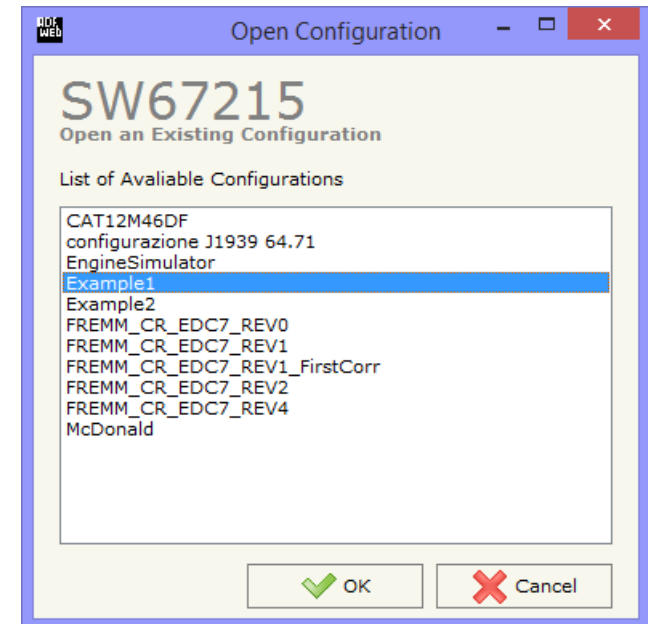 ADF
WEB
Open Configuration
SW67215
Open an Existing Configuration
List of Avaliable Configurations
CAT12M46DF
configurazione J1939 64.71
EngineSimulator
Example1
Example2
FREMM_CR_EDC7_REV0
FREMM_CR_EDC7_REV1
FREMM_CR_EDC7_REV1_FirstCorr
FREMM_CR_EDC7_REV2
FREMM_CR_EDC7_REV4
McDonald
OK
Cancel